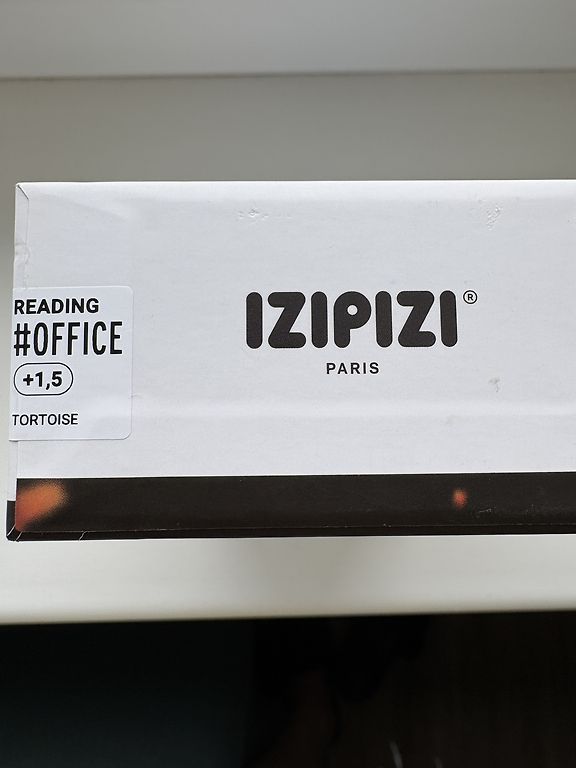 READING
#OFFICE
+1,5
TORTOISE
IZIPIZI®
PARIS